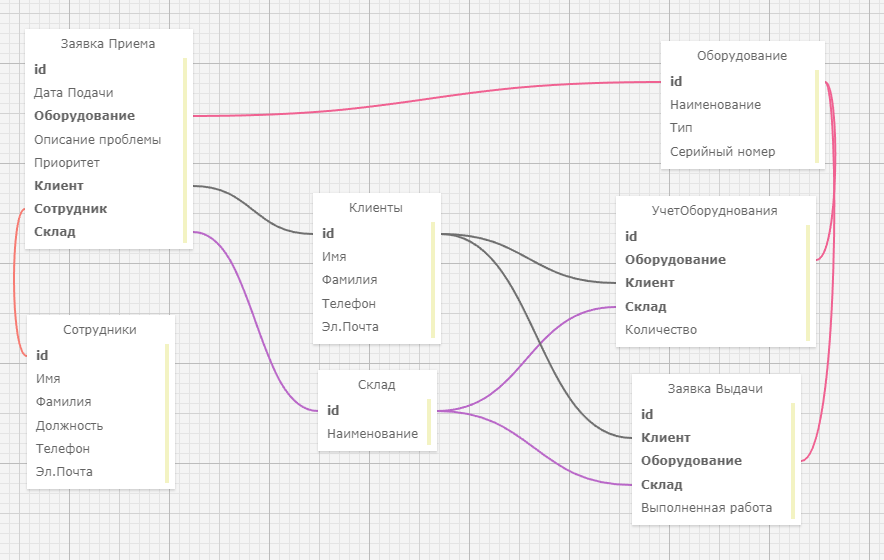 Заявка Приема
id
Дата Подачи
Оборудование
Описание проблемы
Приоритет
Клиент
Сотрудник
Склад
Сотрудники
id
Имя
Фамилия
Должность
Телефон
Эл.Почта
Клиенты
id
Имя
Фамилия
Телефон
Эл.Почта
Склад
id
Наименование
Оборудование
id
Наименование
Тип
Серийный номер
УчетОборуднования
id
Оборудование
Клиент
Склад
Количество
Заявка Выдачи
id
Клиент
Оборудование
Склад
Выполненная работа